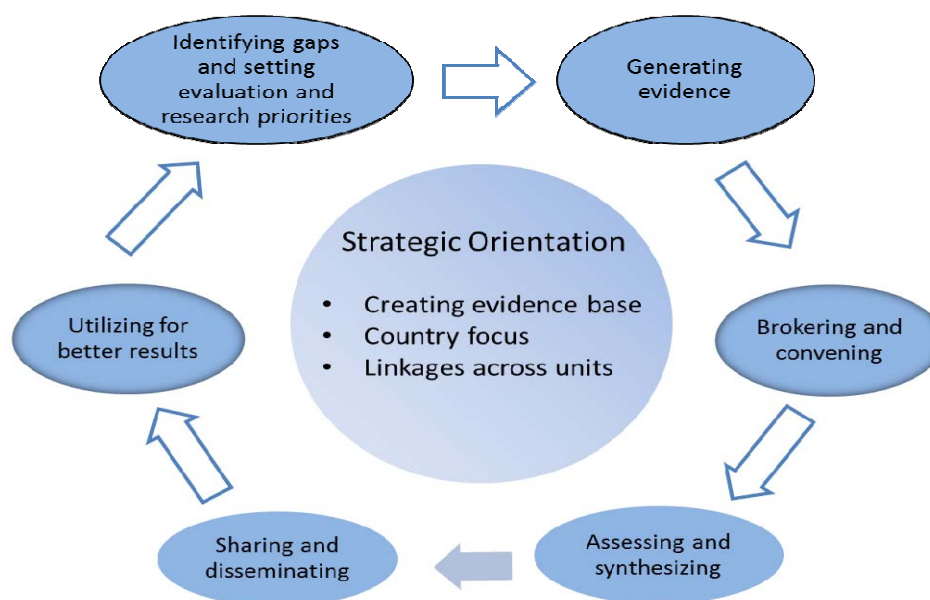 Identifying gaps
and setting
evaluation and
research priorities
Generating
evidence
Strategic Orientation
• Creating evidence base
• Country focus
• Linkages across units
Utilizing for
better results
Brokering and
convening
Sharing and
disseminating
Assessing and
synthesizing